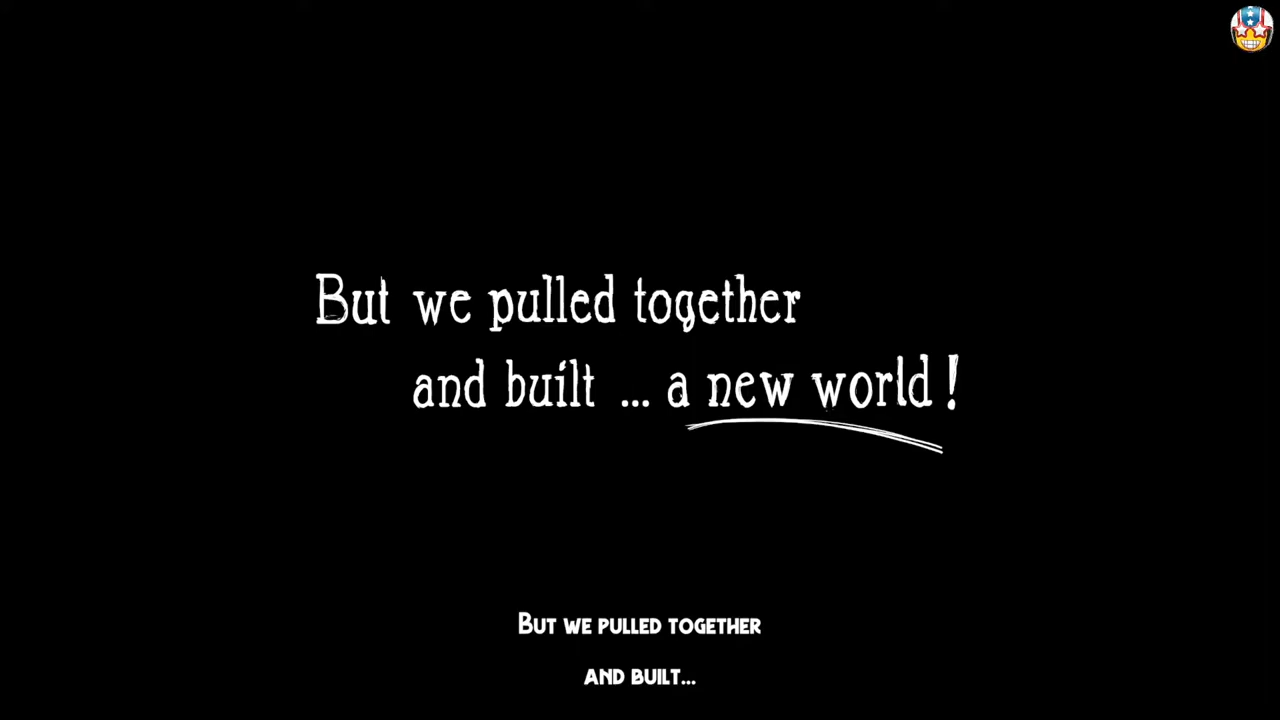 But we pulled together
and built ... a new world!
But we pulled together
and built...